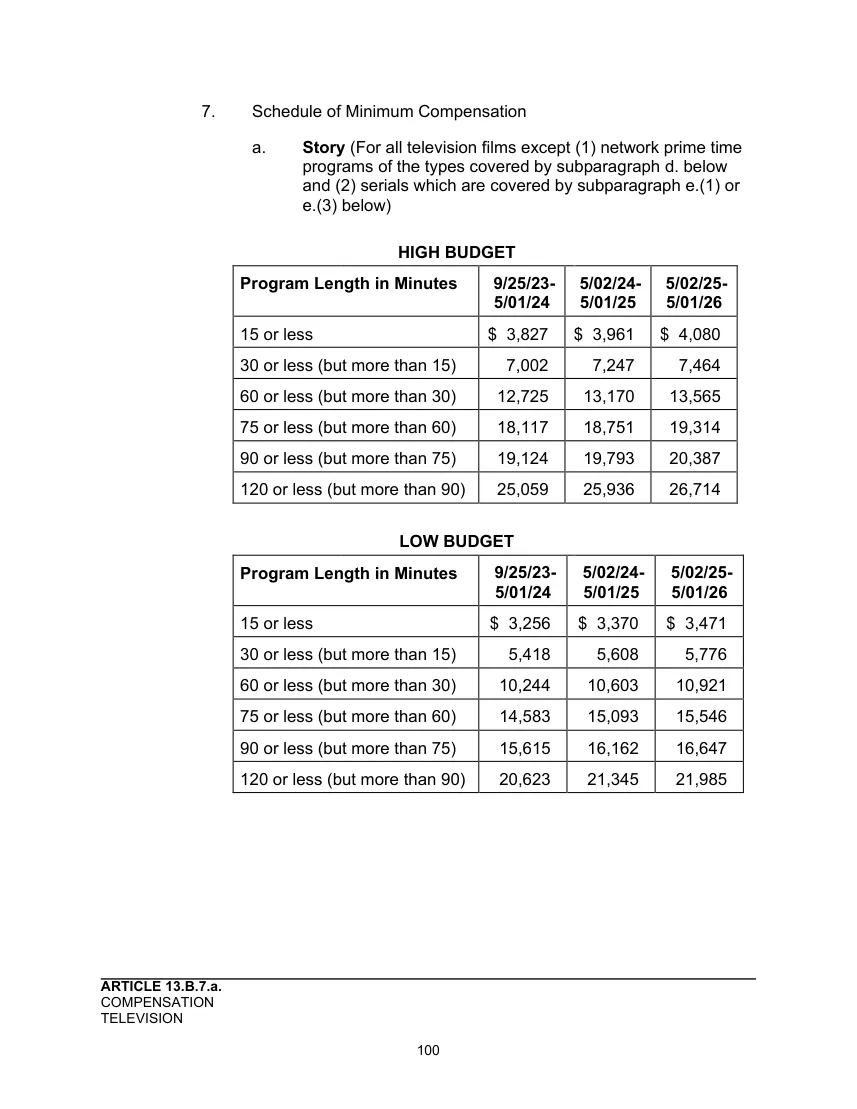 7. Schedule of Minimum Compensation
a. Story (For all television films except (1) network prime time
programs of the types covered by subparagraph d. below
and (2) serials which are covered by subparagraph e.(1) or
e.(3) below)
HIGH BUDGET
Program Length in Minutes 9/25/23- 5/02/24- 5/02/25-
5/01/24 5/01/25 5/01/26
15 or less $ 3,827 $ 3,961 $ 4,080
30 or less (but more than 15) 7,002 7,247 7,464
60 or less (but more than 30) 12,725 13,170 13,565
75 or less (but more than 60) 18,117 18,751 19,314
90 or less (but more than 75) 19,124 19,793 20,387
120 or less (but more than 90) 25,059 25,936 26,714
LOW BUDGET
Program Length in Minutes 9/25/23- 5/02/24- 5/02/25-
5/01/24 5/01/25 5/01/26
15 or less $ 3,256 $ 3,370 $ 3,471
30 or less (but more than 15) 5,418 5,608 5,776
60 or less (but more than 30) 10,244 10,603 10,921
75 or less (but more than 60) 14,583 15,093 15,546
90 or less (but more than 75) 15,615 16,162 16,647
120 or less (but more than 90) 20,623 21,345 21,985
ARTICLE 13.B.7.a.
COMPENSATION
TELEVISION
100